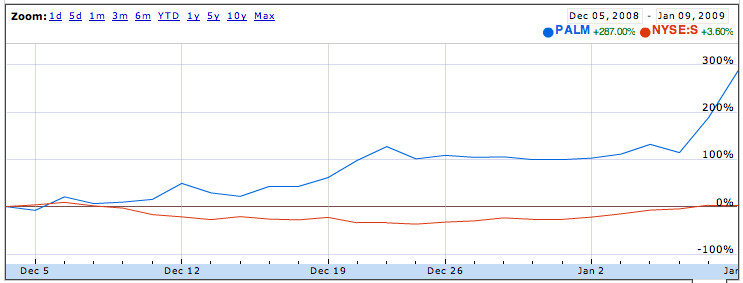 Zoom: 1d 5d 1m 3m 6m YTD 1y 5y 10y Max
Dec 05, 2008 - Jan 09, 2009
PALM +287.00% NYSE:S +3.60%
300%
200%
100%
0%
-100%
Dec 5 Dec 12 Dec 19 Dec 26 Jan 2